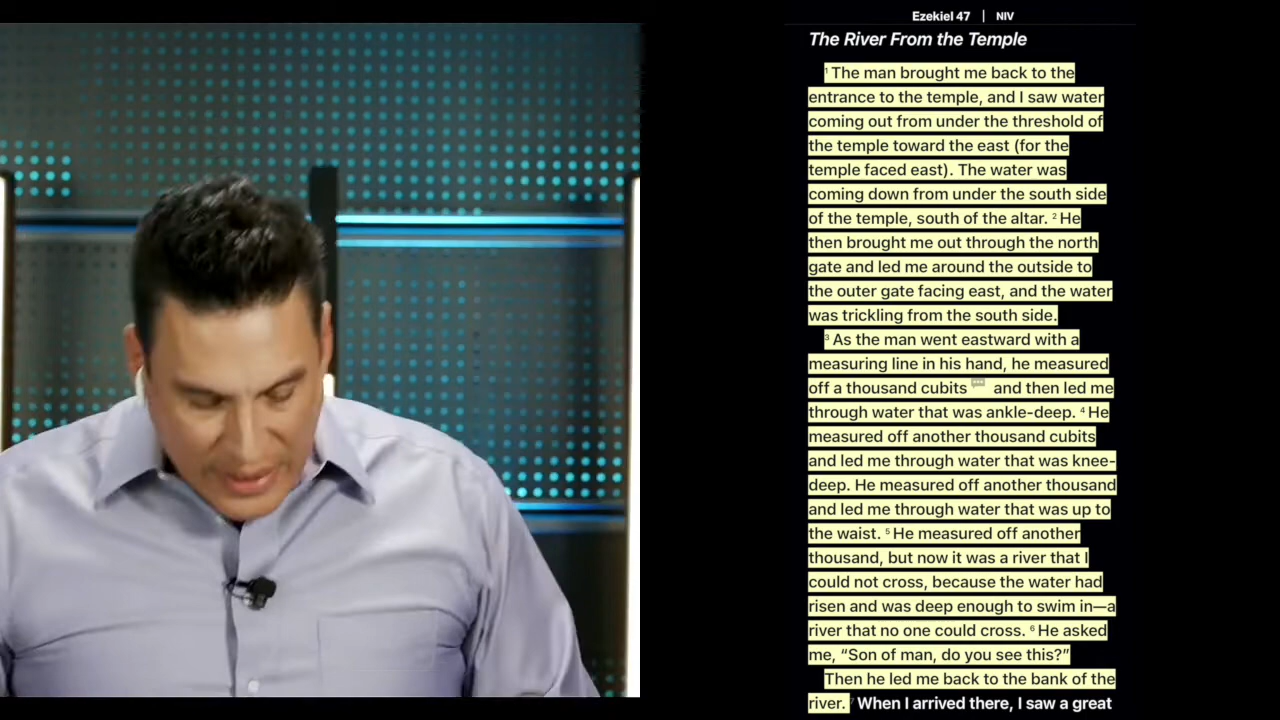 Ezekiel 47 | NIV
The River From the Temple
1 The man brought me back to the
entrance to the temple, and I saw water
coming out from under the threshold of
the temple toward the east (for the
temple faced east). The water was
coming down from under the south side
of the temple, south of the altar. 2 He
then brought me out through the north
gate and led me around the outside to
the outer gate facing east, and the water
was trickling from the south side.
3 As the man went eastward with a
measuring line in his hand, he measured
off a thousand cubits and then led me
through water that was ankle-deep. 4 He
measured off another thousand cubits
and led me through water that was knee-
deep. He measured off another thousand
and led me through water that was up to
the waist. 5 He measured off another
thousand, but now it was a river that I
could not cross, because the water had
risen and was deep enough to swim in—a
river that no one could cross. 6 He asked
me, “Son of man, do you see this?”
Then he led me back to the bank of the
river. 7 When I arrived there, I saw a great